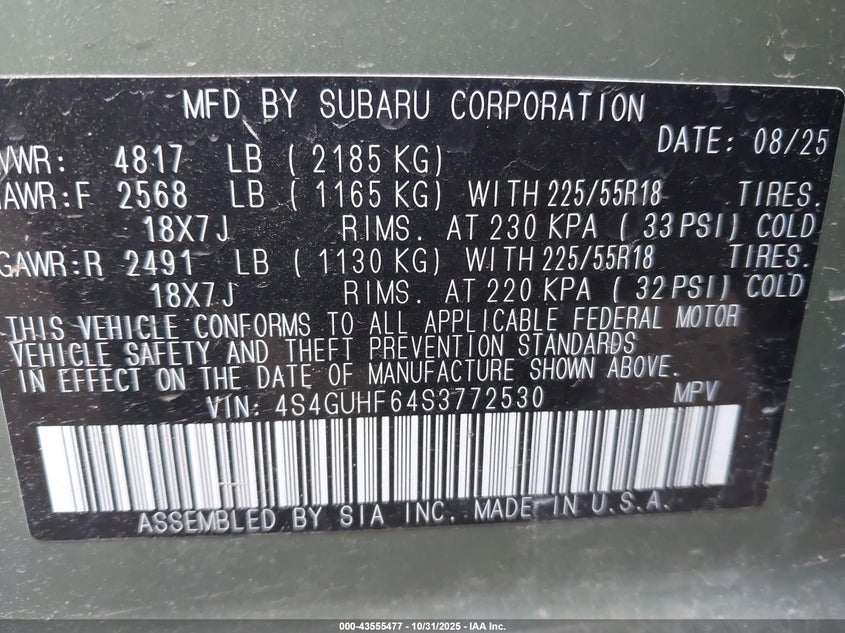 MFD BY SUBARU CORPORATION
DATE: 08/25
VWR: 4817 LB ( 2185 KG)
AWR:F 2568 LB ( 1165 KG) WITH 225/55R18 TIRES.
18X7J RIMS. AT 230 KPA ( 33 PSI) COLD
GAWR:R 2491 LB ( 1130 KG) WITH 225/55R18 TIRES.
18X7J RIMS. AT 220 KPA ( 32 PSI) COLD
THIS VEHICLE CONFORMS TO ALL APPLICABLE FEDERAL MOTOR
VEHICLE SAFETY AND THEFT PREVENTION STANDARDS
IN EFFECT ON THE DATE OF MANUFACTURE SHOWN ABOVE.
VIN: 4S4GUHF64S3772530 MPV
ASSEMBLED BY SIA INC. MADE IN U.S.A.
000-43555477 - 10/31/2025 - IAA Inc.